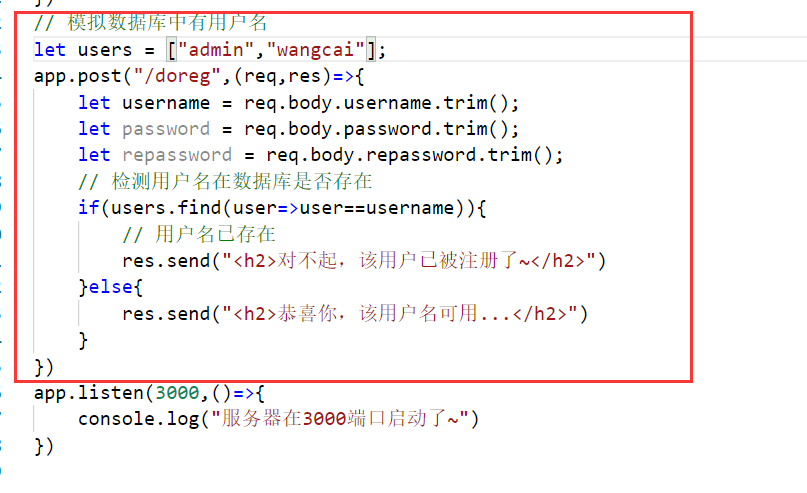 })
// 模拟数据库中有用户名
let users = ["admin","wangcai"];
app.post("/doreg",(req,res)=>{
    let username = req.body.username.trim();
    let password = req.body.password.trim();
    let repassword = req.body.repassword.trim();
    // 检测用户名在数据库是否存在
    if(users.find(user=>user==username)){
        // 用户名已存在
        res.send("<h2>对不起，该用户已被注册了~</h2>")
    }else{
        res.send("<h2>恭喜你，该用户名可用...</h2>")
    }
})
app.listen(3000,()=>{
    console.log("服务器在3000端口启动了~")
})